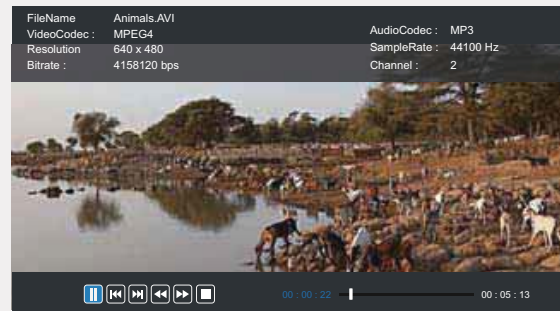 FileName Animals.AVI
VideoCodec : MPEG4
Resolution 640 x 480
Bitrate : 4158120 bps
AudioCodec : MP3
SampleRate : 44100 Hz
Channel : 2
00 : 00 : 22
00 : 05 : 13